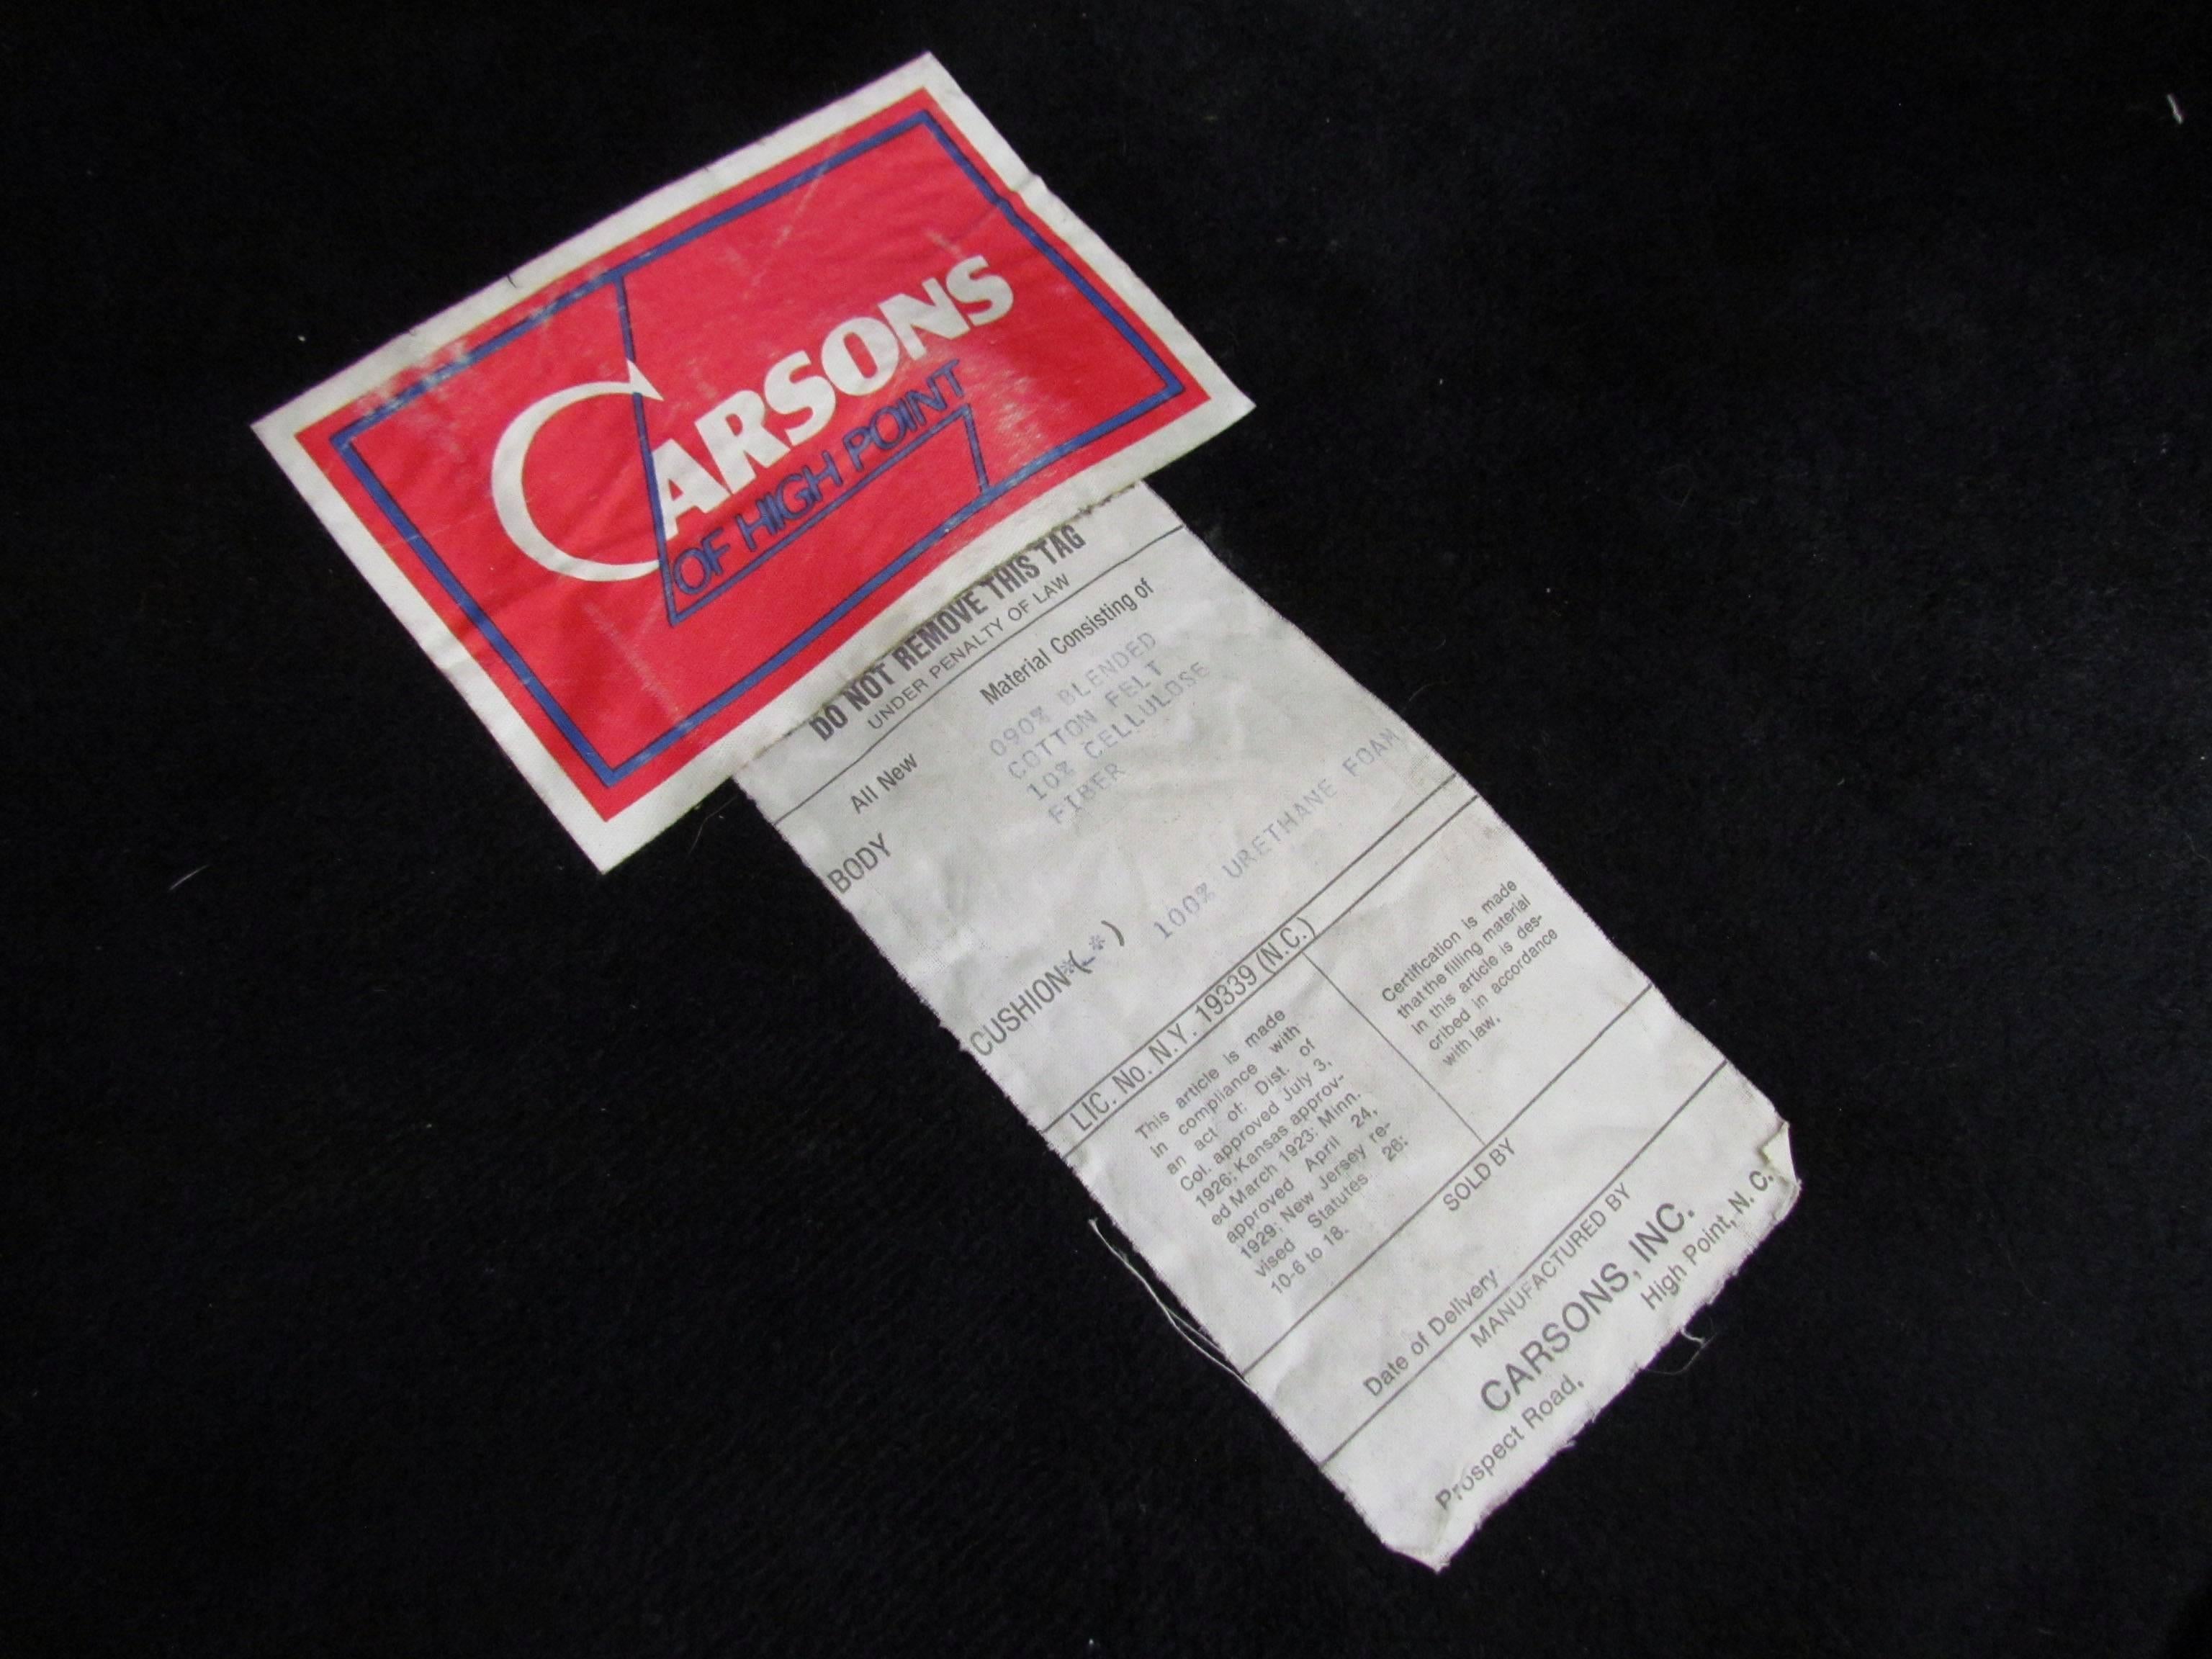 CARSONS
OF HIGH POINT
DO NOT REMOVE THIS TAG
UNDER PENALTY OF LAW
All New Material Consisting of
BODY
090% BLENDED
COTTON FELT
10% CELLULOSE
FIBER
CUSHION*(-*) 100% URETHANE FOAM
LIC. No. N.Y. 19339 (N.C.)
This article is made
in compliance with
an act of: Dist. of
Col. approved July 3,
1926; Kansas approv-
ed March 1923; Minn.
approved April 24,
1929; New Jersey re-
vised Statutes 26:
10-6 to 18.
Certification is made
that the filling material
in this article is des-
cribed in accordance
with law.
SOLD BY
Date of Delivery
MANUFACTURED BY
CARSONS, INC.
Prospect Road, High Point, N. C.